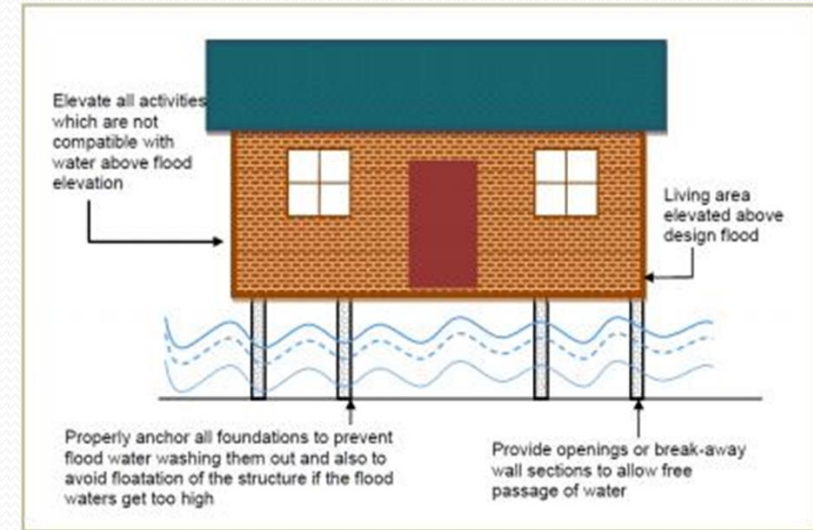 Elevate all activities
which are not
compatible with
water above flood
elevation
Living area
elevated above
design flood
Properly anchor all foundations to prevent
flood water washing them out and also to
avoid floatation of the structure if the flood
waters get too high
Provide openings or break-away
wall sections to allow free
passage of water